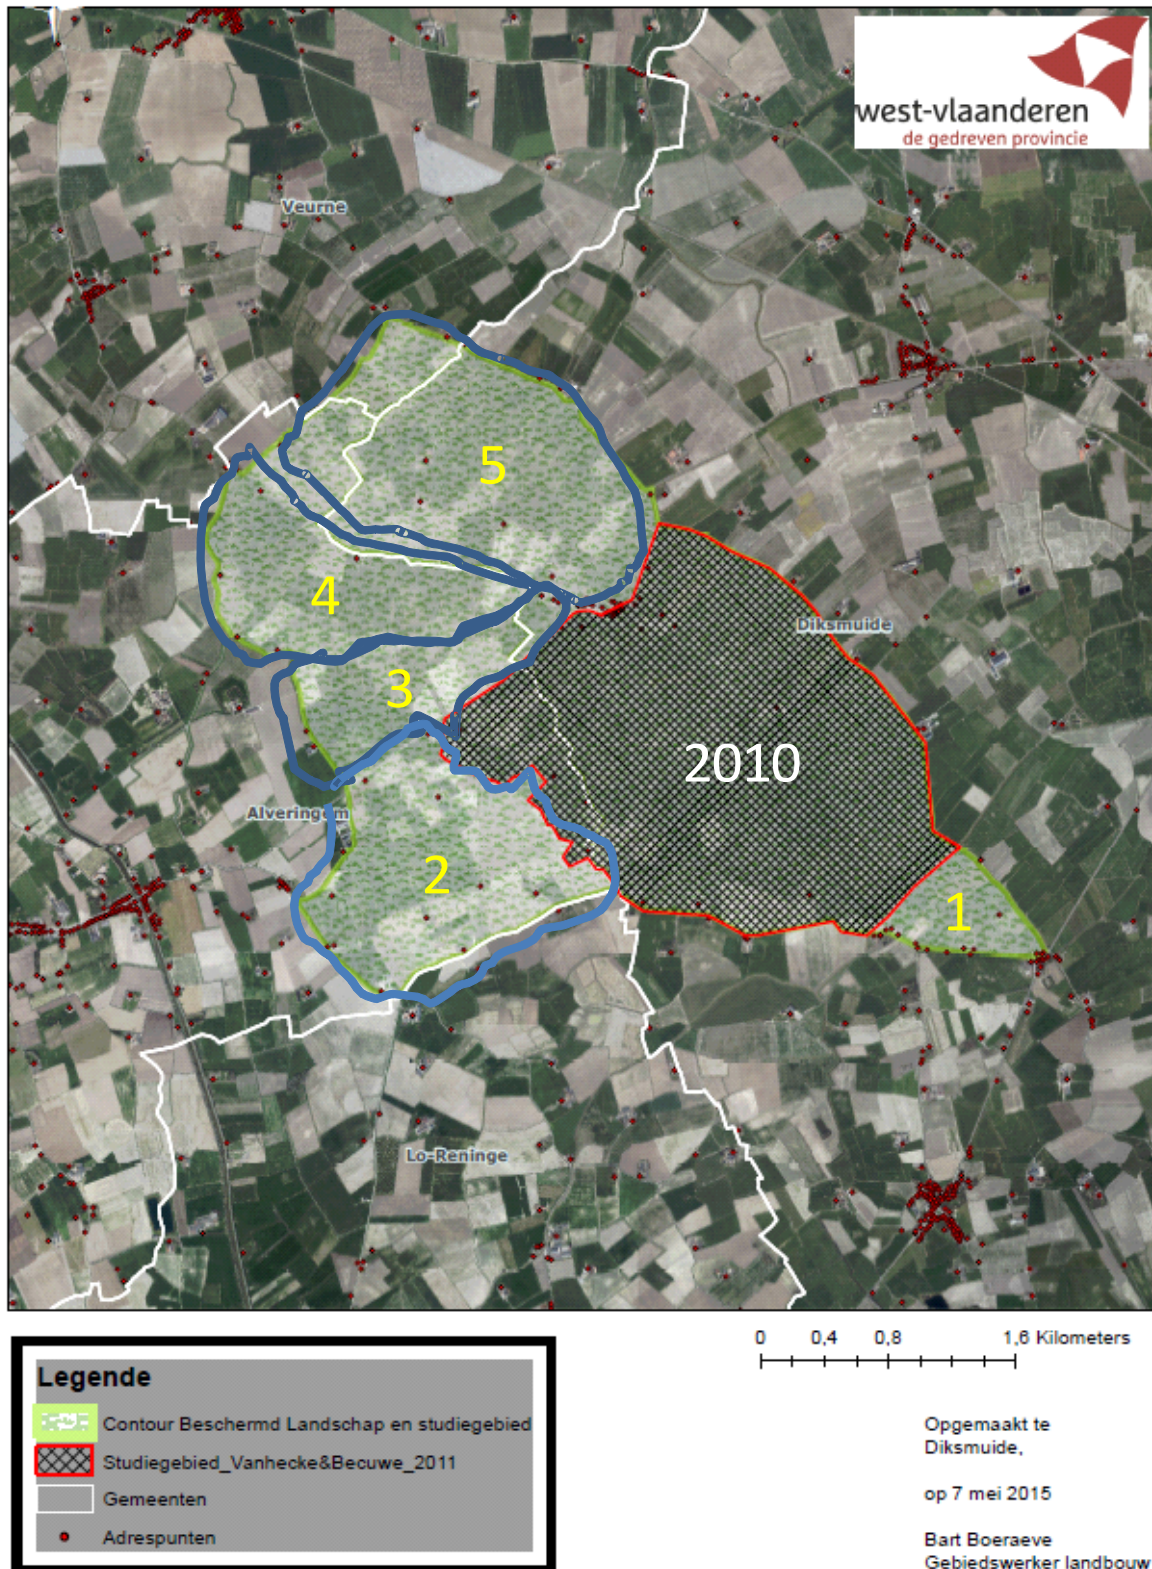 west-vlaanderen
de gedreven provincie
Veurne
5
4
Diksmuide
3
2010
Alveringem
2
1
Lo-Reninge
0 0,4 0,8 1,6 Kilometers
Legende
Contour Beschermd Landschap en studiegebied
Studiegebied_Vanhecke&Becuwe_2011
Gemeenten
Adrespunten
Opgemaakt te
Diksmuide,
op 7 mei 2015
Bart Boeraeve
Gebiedswerker landbouw